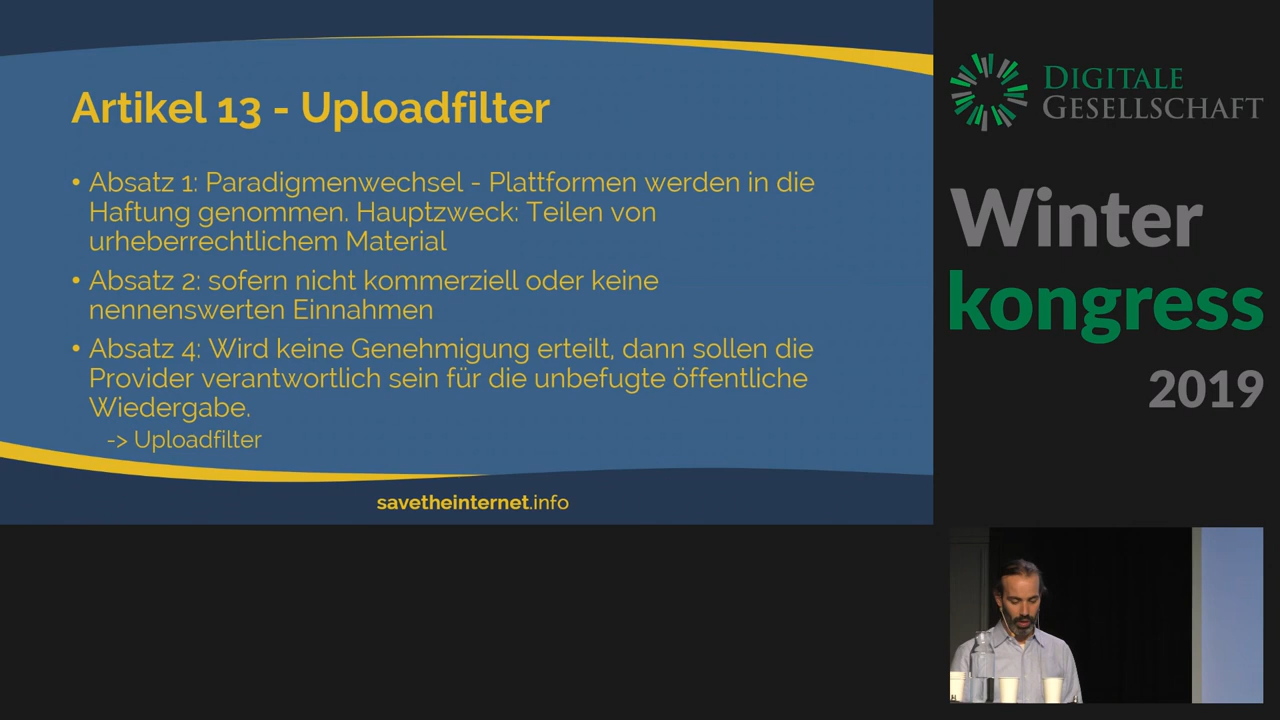 Artikel 13 - Uploadfilter
• Absatz 1: Paradigmenwechsel - Plattformen werden in die
Haftung genommen. Hauptzweck: Teilen von
urheberrechtlichem Material
• Absatz 2: sofern nicht kommerziell oder keine
nennenswerten Einnahmen
• Absatz 4: Wird keine Genehmigung erteilt, dann sollen die
Provider verantwortlich sein für die unbefugte öffentliche
Wiedergabe.
-> Uploadfilter
savetheinternet.info
DIGITALE
GESELLSCHAFT
Winter
kongress
2019